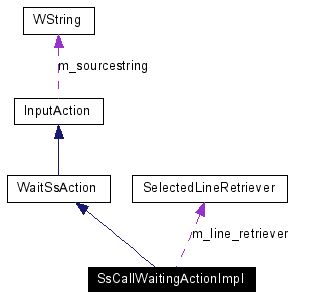 WString
m_sourcestring
InputAction
WaitSsAction
SelectedLineRetriever
m_line_retriever
SsCallWaitingActionImpl